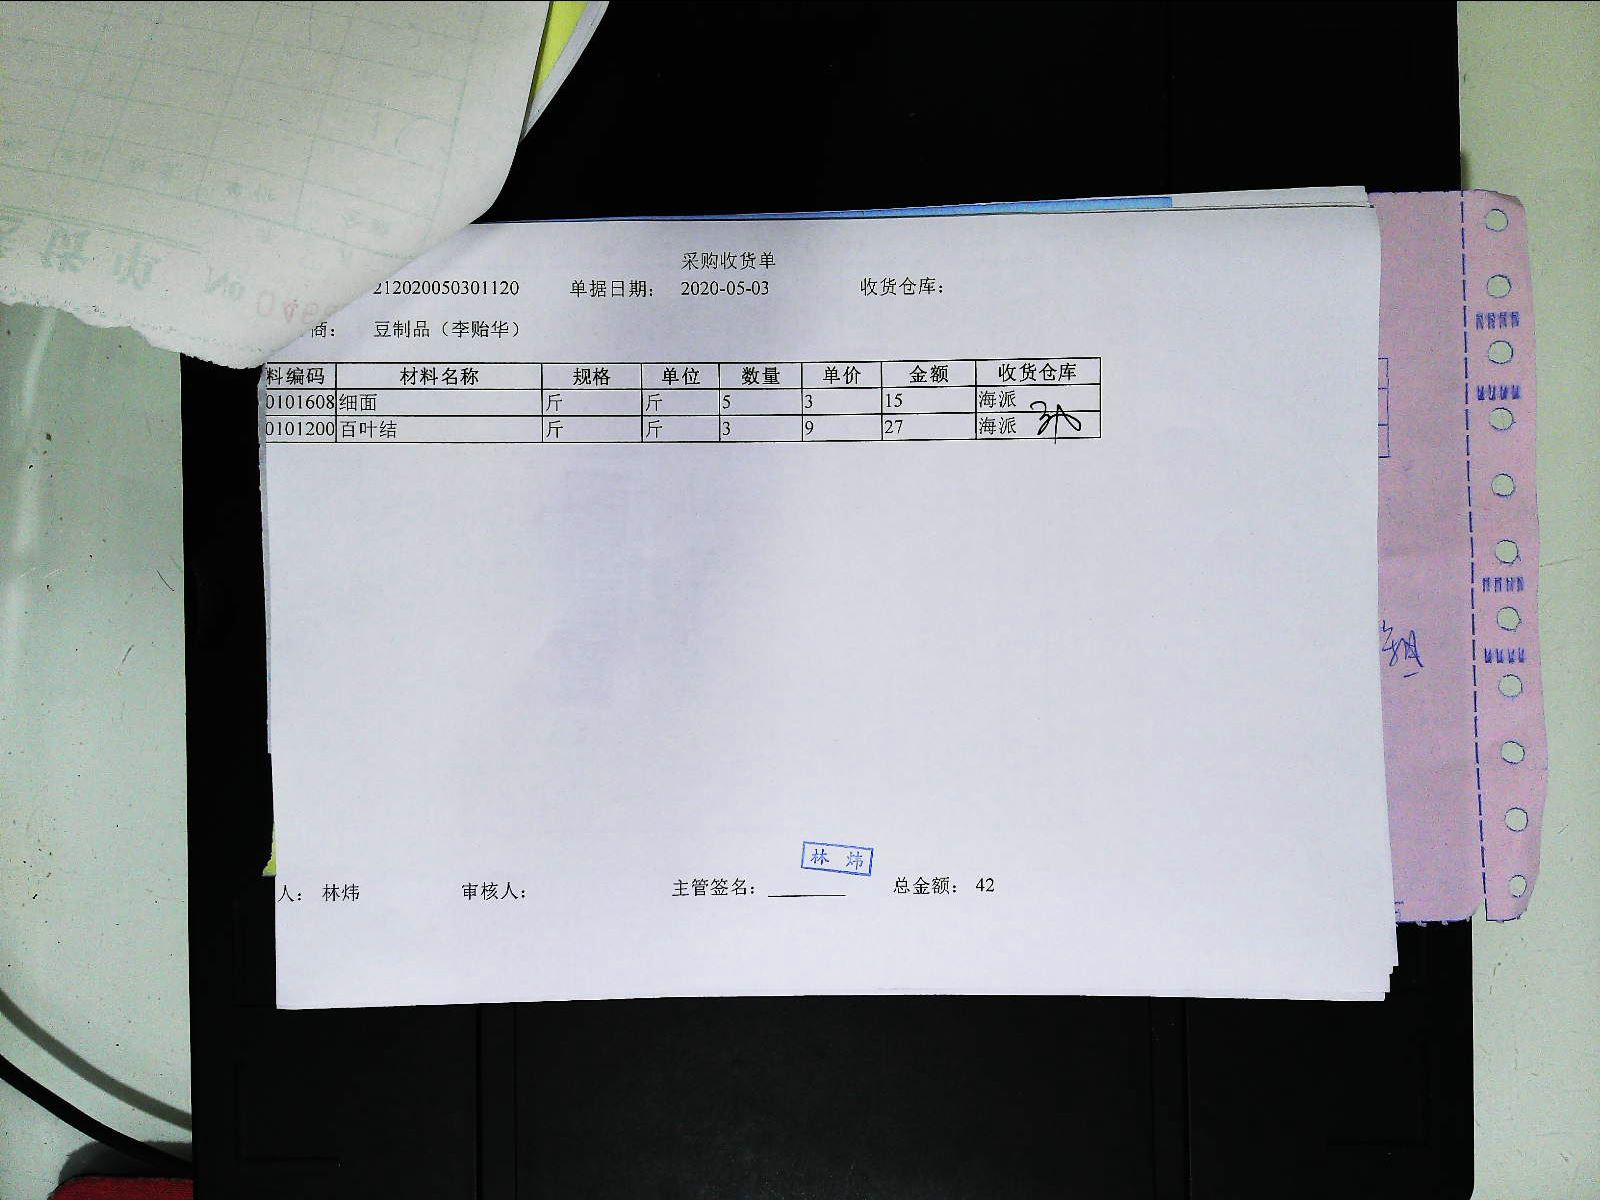 采购收货单
212020050301120 单据日期： 2020-05-03 收货仓库：
商： 豆制品（李贻华）
料编码 材料名称 规格 单位 数量 单价 金额 收货仓库
0101608 细面 斤 斤 5 3 15 海派
0101200 百叶结 斤 斤 3 9 27 海派
林 炜
人： 林炜 审核人： 主管签名： 总金额： 42